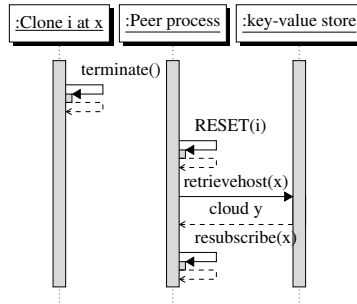 :Clone i at x :Peer process :key-value store
terminate()
RESET(i)
retrievehost(x)
cloud y
resubscribe(x)